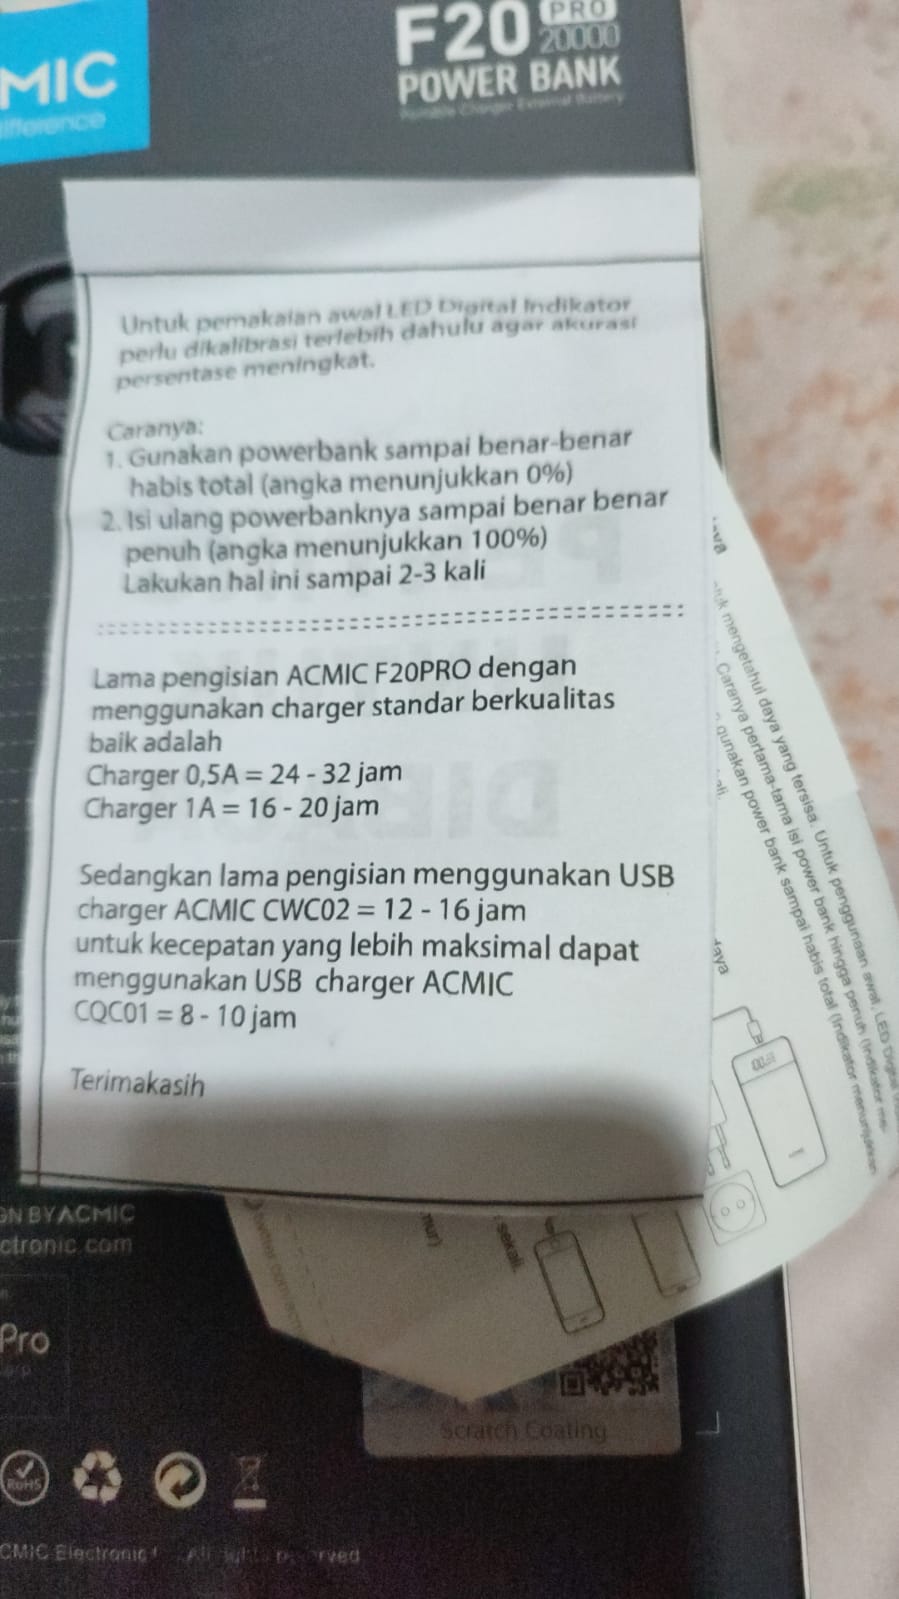 MIC
ifference
F20 PRO
20000
POWER BANK
Portable Charger External Battery
Untuk pemakaian awal LED Digital Indikator
perlu dikalibrasi terlebih dahulu agar akurasi
persentase meningkat.
Caranya:
1. Gunakan powerbank sampai benar-benar
habis total (angka menunjukkan 0%)
2. Isi ulang powerbanknya sampai benar benar
penuh (angka menunjukkan 100%)
Lakukan hal ini sampai 2-3 kali
Lama pengisian ACMIC F20PRO dengan
menggunakan charger standar berkualitas
baik adalah
Charger 0,5A = 24 - 32 jam
Charger 1A = 16 - 20 jam
Sedangkan lama pengisian menggunakan USB
charger ACMIC CWC02 = 12 - 16 jam
untuk kecepatan yang lebih maksimal dapat
menggunakan USB charger ACMIC
CQC01 = 8 - 10 jam
Terimakasih
mengetahui daya yang tersisa. Untuk penggunaan awal, LED Digital
Caranya pertama-tama isi power bank hingga penuh (Indikator me-
gunakan power bank sampai habis total (Indikator menunjukkan
ali.
daya
sekali.
GN BY ACMIC
ctronic.com
Pro
RoHS
Scratch Coating
CMIC Electronic All rights reserved